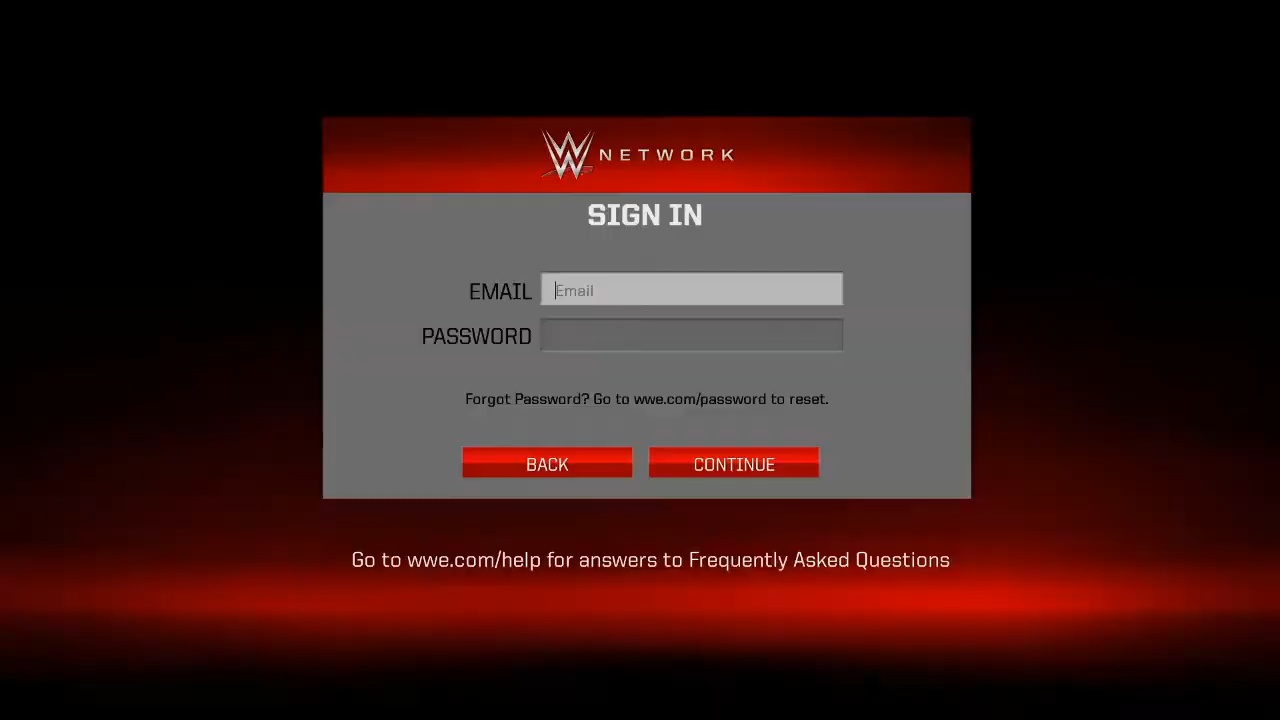 W NETWORK
SIGN IN
EMAIL Email
PASSWORD
Forgot Password? Go to wwe.com/password to reset.
BACK CONTINUE
Go to wwe.com/help for answers to Frequently Asked Questions